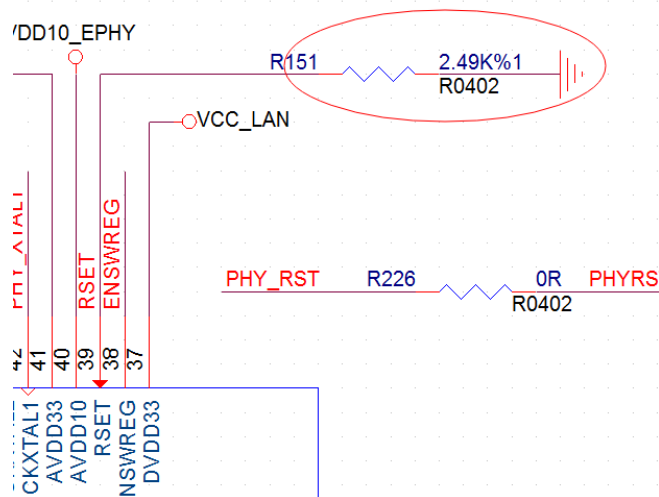 VDD10_EPHY
R151
2.49K%1
R0402
VCC_LAN
PHY_XTAL1
RSET
ENSWREG
PHY_RST
R226
0R
PHYRS
R0402
42
41
40
39
38
37
CKXTAL1
AVDD33
AVDD10
RSET
NSWREG
DVDD33